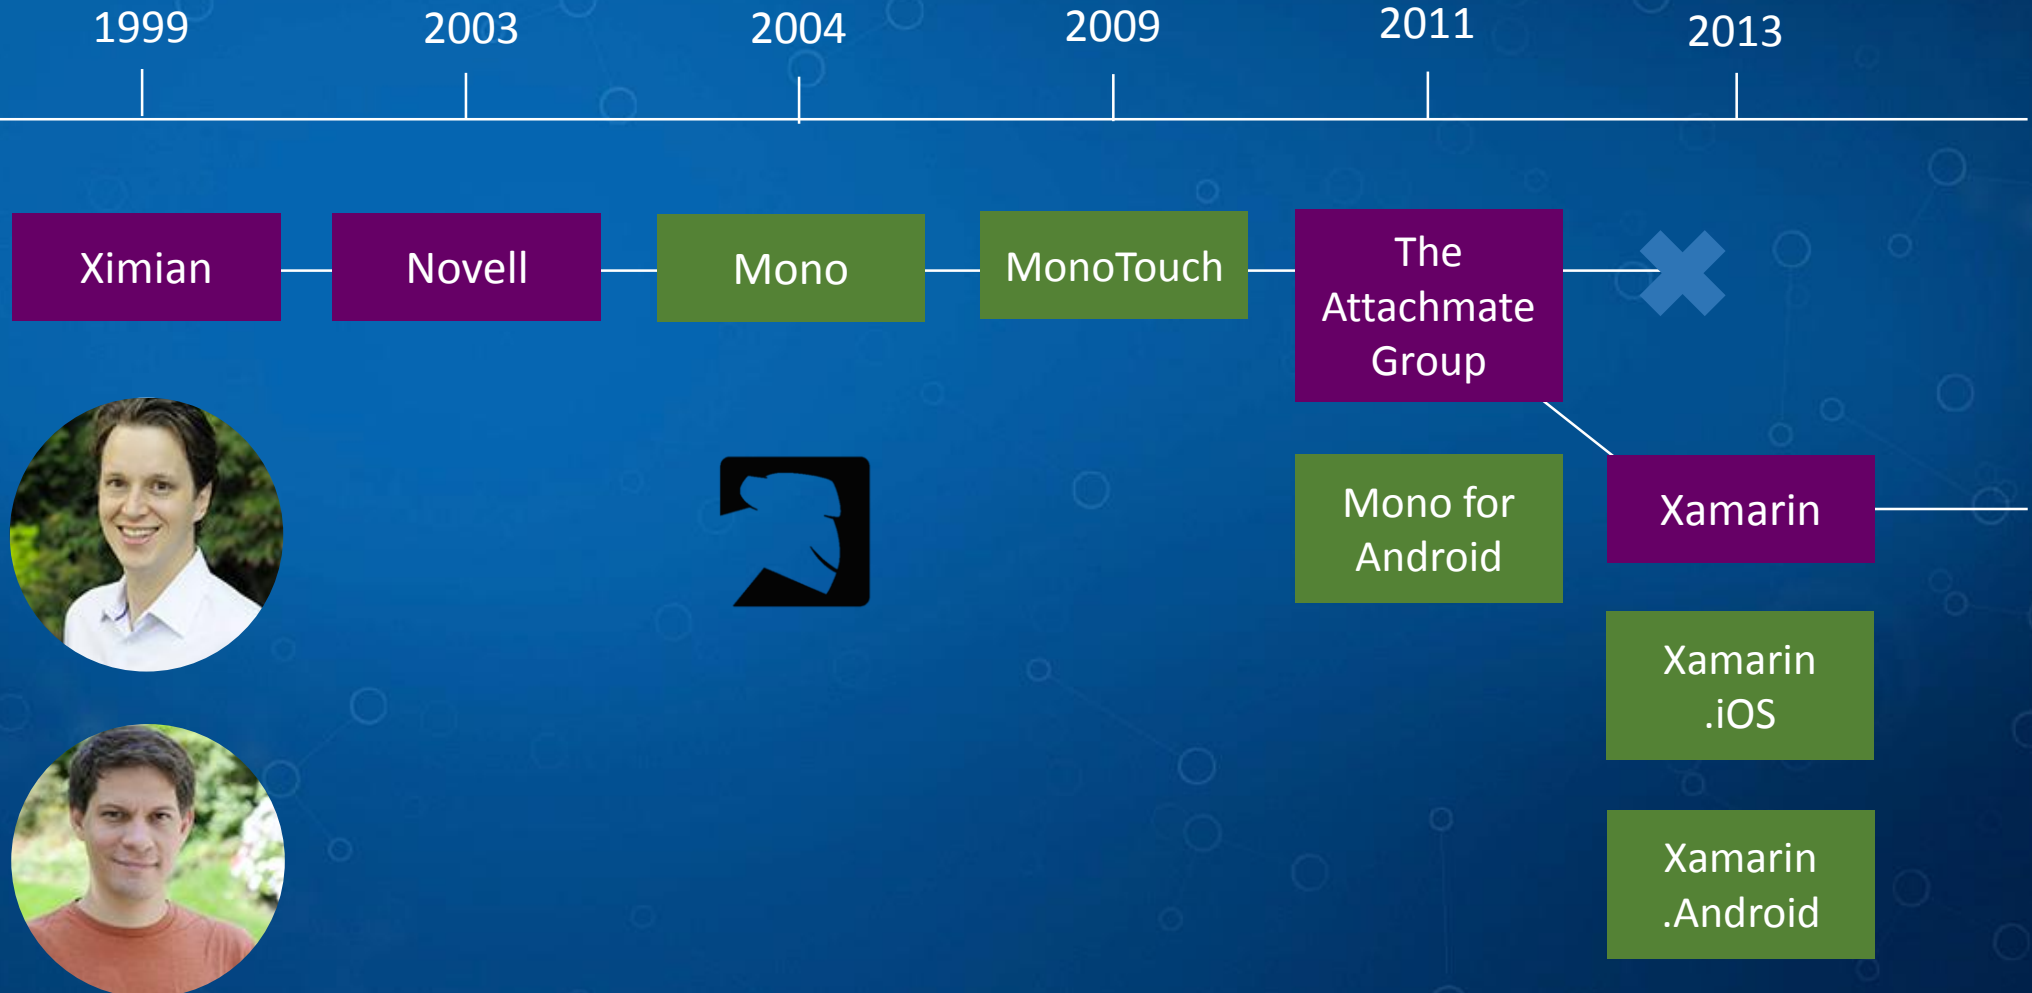 1999
2003
2004
2009
2011
2013
Ximian
Novell
Mono
MonoTouch
The
Attachmate
Group
Mono for
Android
Xamarin
Xamarin
.iOS
Xamarin
.Android